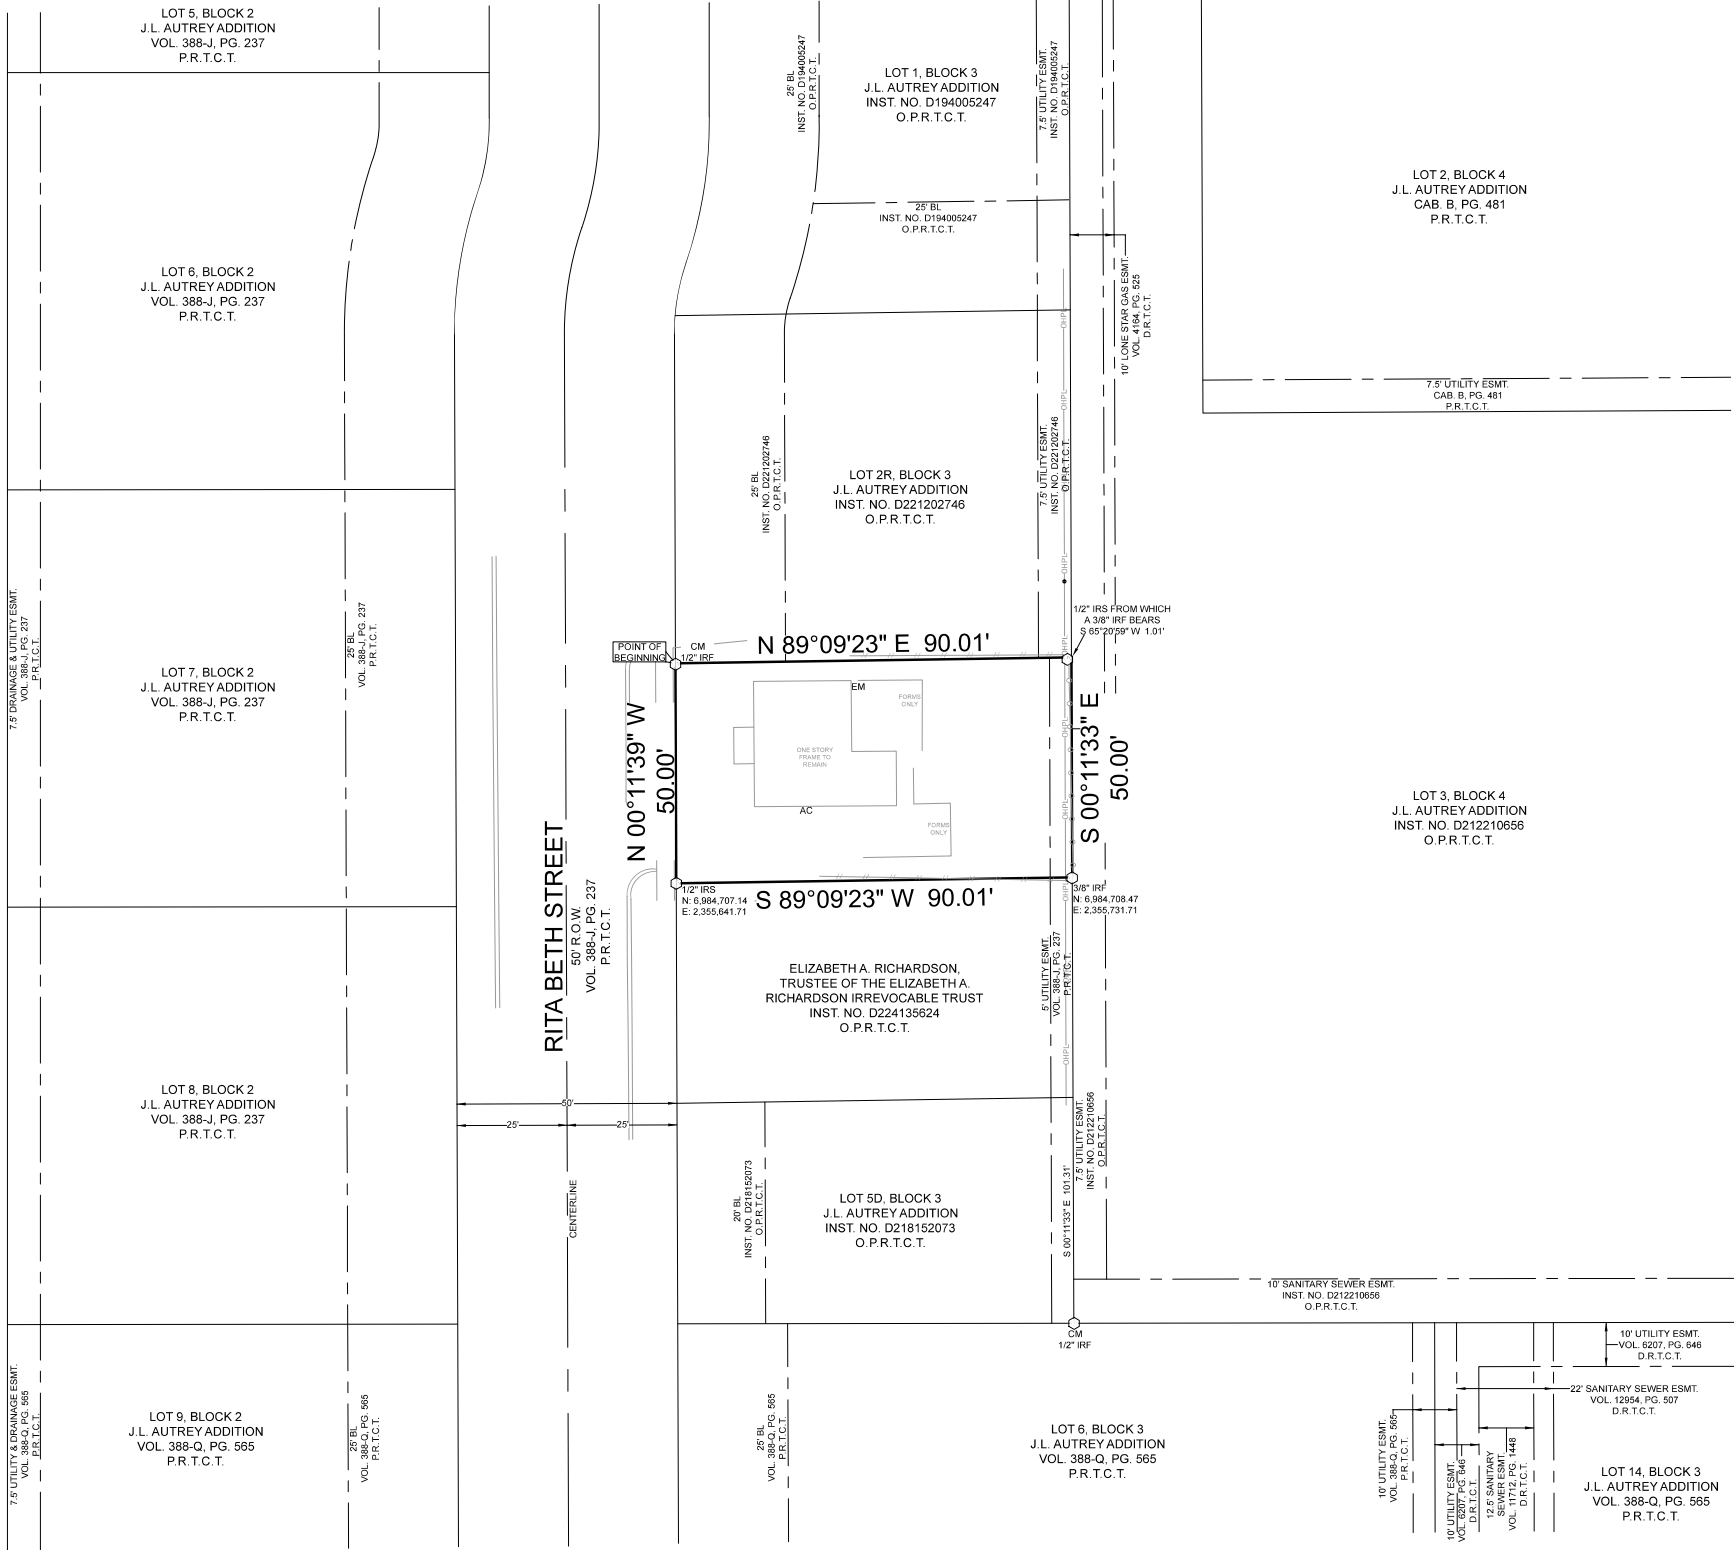 LOT 5, BLOCK 2
J.L. AUTREY ADDITION
VOL. 388-J, PG. 237
P.R.T.C.T.
25' BL
INST. NO. D194005247
O.P.R.T.C.T.
LOT 1, BLOCK 3
J.L. AUTREY ADDITION
INST. NO. D194005247
O.P.R.T.C.T.
7.5' UTILITY ESMT.
INST. NO. D194005247
O.P.R.T.C.T.
LOT 2, BLOCK 4
J.L. AUTREY ADDITION
CAB. B, PG. 481
P.R.T.C.T.
25' BL
INST. NO. D194005247
O.P.R.T.C.T.
LOT 6, BLOCK 2
J.L. AUTREY ADDITION
VOL. 388-J, PG. 237
P.R.T.C.T.
10' LONE STAR GAS ESMT.
VOL. 4164, PG. 525
D.R.T.C.T.
OHPL
OHPL
7.5' UTILITY ESMT.
CAB. B, PG. 481
P.R.T.C.T.
25' BL
INST. NO. D221202746
O.P.R.T.C.T.
LOT 2R, BLOCK 3
J.L. AUTREY ADDITION
INST. NO. D221202746
O.P.R.T.C.T.
7.5' UTILITY ESMT.
INST. NO. D221202746
O.P.R.T.C.T.
OHPL
7.5' DRAINAGE & UTILITY ESMT.
VOL. 388-J, PG. 237
P.R.T.C.T.
25' BL
VOL. 388-J, PG. 237
P.R.T.C.T.
LOT 7, BLOCK 2
J.L. AUTREY ADDITION
VOL. 388-J, PG. 237
P.R.T.C.T.
1/2" IRS FROM WHICH
A 3/8" IRF BEARS
S 65°20'59" W 1.01'
OHPL
POINT OF
BEGINNING
CM
1/2" IRF
N 89°09'23" E 90.01'
EM
FORMS
ONLY
ONE STORY
FRAME TO
REMAIN
AC
FORMS
ONLY
N 00°11'39" W
50.00'
OHPL
OHPL
S 00°11'33" E
50.00'
LOT 3, BLOCK 4
J.L. AUTREY ADDITION
INST. NO. D212210656
O.P.R.T.C.T.
1/2" IRS
N: 6,984,707.14
E: 2,355,641.71
S 89°09'23" W 90.01'
3/8" IRF
N: 6,984,708.47
E: 2,355,731.71
OHPL
RITA BETH STREET
50' R.O.W.
VOL. 388-J, PG. 237
P.R.T.C.T.
ELIZABETH A. RICHARDSON,
TRUSTEE OF THE ELIZABETH A.
RICHARDSON IRREVOCABLE TRUST
INST. NO. D224135624
O.P.R.T.C.T.
5' UTILITY ESMT.
VOL. 388-J, PG. 237
P.R.T.C.T.
OHPL
LOT 8, BLOCK 2
J.L. AUTREY ADDITION
VOL. 388-J, PG. 237
P.R.T.C.T.
50'
25'
25'
CENTERLINE
20' BL
INST. NO. D218152073
O.P.R.T.C.T.
LOT 5D, BLOCK 3
J.L. AUTREY ADDITION
INST. NO. D218152073
O.P.R.T.C.T.
S 00°11'33" E 101.31'
7.5' UTILITY ESMT.
INST. NO. D212210656
O.P.R.T.C.T.
10' SANITARY SEWER ESMT.
INST. NO. D212210656
O.P.R.T.C.T.
CM
1/2" IRF
10' UTILITY ESMT.
VOL. 6207, PG. 646
D.R.T.C.T.
22' SANITARY SEWER ESMT.
VOL. 12954, PG. 507
D.R.T.C.T.
7.5' UTILITY & DRAINAGE ESMT.
VOL. 388-Q, PG. 565
P.R.T.C.T.
LOT 9, BLOCK 2
J.L. AUTREY ADDITION
VOL. 388-Q, PG. 565
P.R.T.C.T.
25' BL
VOL. 388-Q, PG. 565
P.R.T.C.T.
25' BL
VOL. 388-Q, PG. 565
P.R.T.C.T.
LOT 6, BLOCK 3
J.L. AUTREY ADDITION
VOL. 388-Q, PG. 565
P.R.T.C.T.
10' UTILITY ESMT.
VOL. 388-Q, PG. 565
P.R.T.C.T.
10' UTILITY ESMT.
VOL. 6207, PG. 646
D.R.T.C.T.
12.5' SANITARY
SEWER ESMT.
VOL. 11712, PG. 1448
D.R.T.C.T.
LOT 14, BLOCK 3
J.L. AUTREY ADDITION
VOL. 388-Q, PG. 565
P.R.T.C.T.